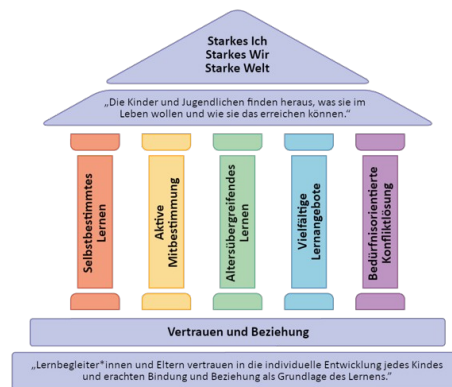 Starkes Ich
Starkes Wir
Starke Welt
„Die Kinder und Jugendlichen finden heraus, was sie im
Leben wollen und wie sie das erreichen können.“
Selbstbestimmtes
Lernen
Aktive
Mitbestimmung
Altersübergreifendes
Lernen
Vielfältige
Lernangebote
Bedürfnisorientierte
Konfliktlösung
Vertrauen und Beziehung
„Lernbegleiter*innen und Eltern vertrauen in die individuelle Entwicklung jedes Kindes
und erachten Bindung und Beziehung als Grundlage des Lernens.“